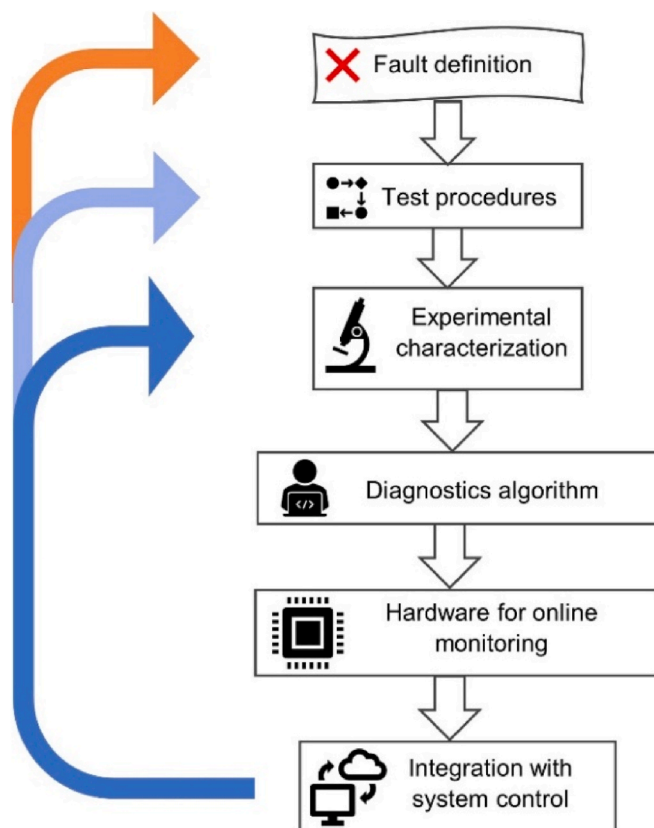 Fault definition
Test procedures
Experimental
characterization
</>
Diagnostics algorithm
Hardware for online
monitoring
Integration with
system control